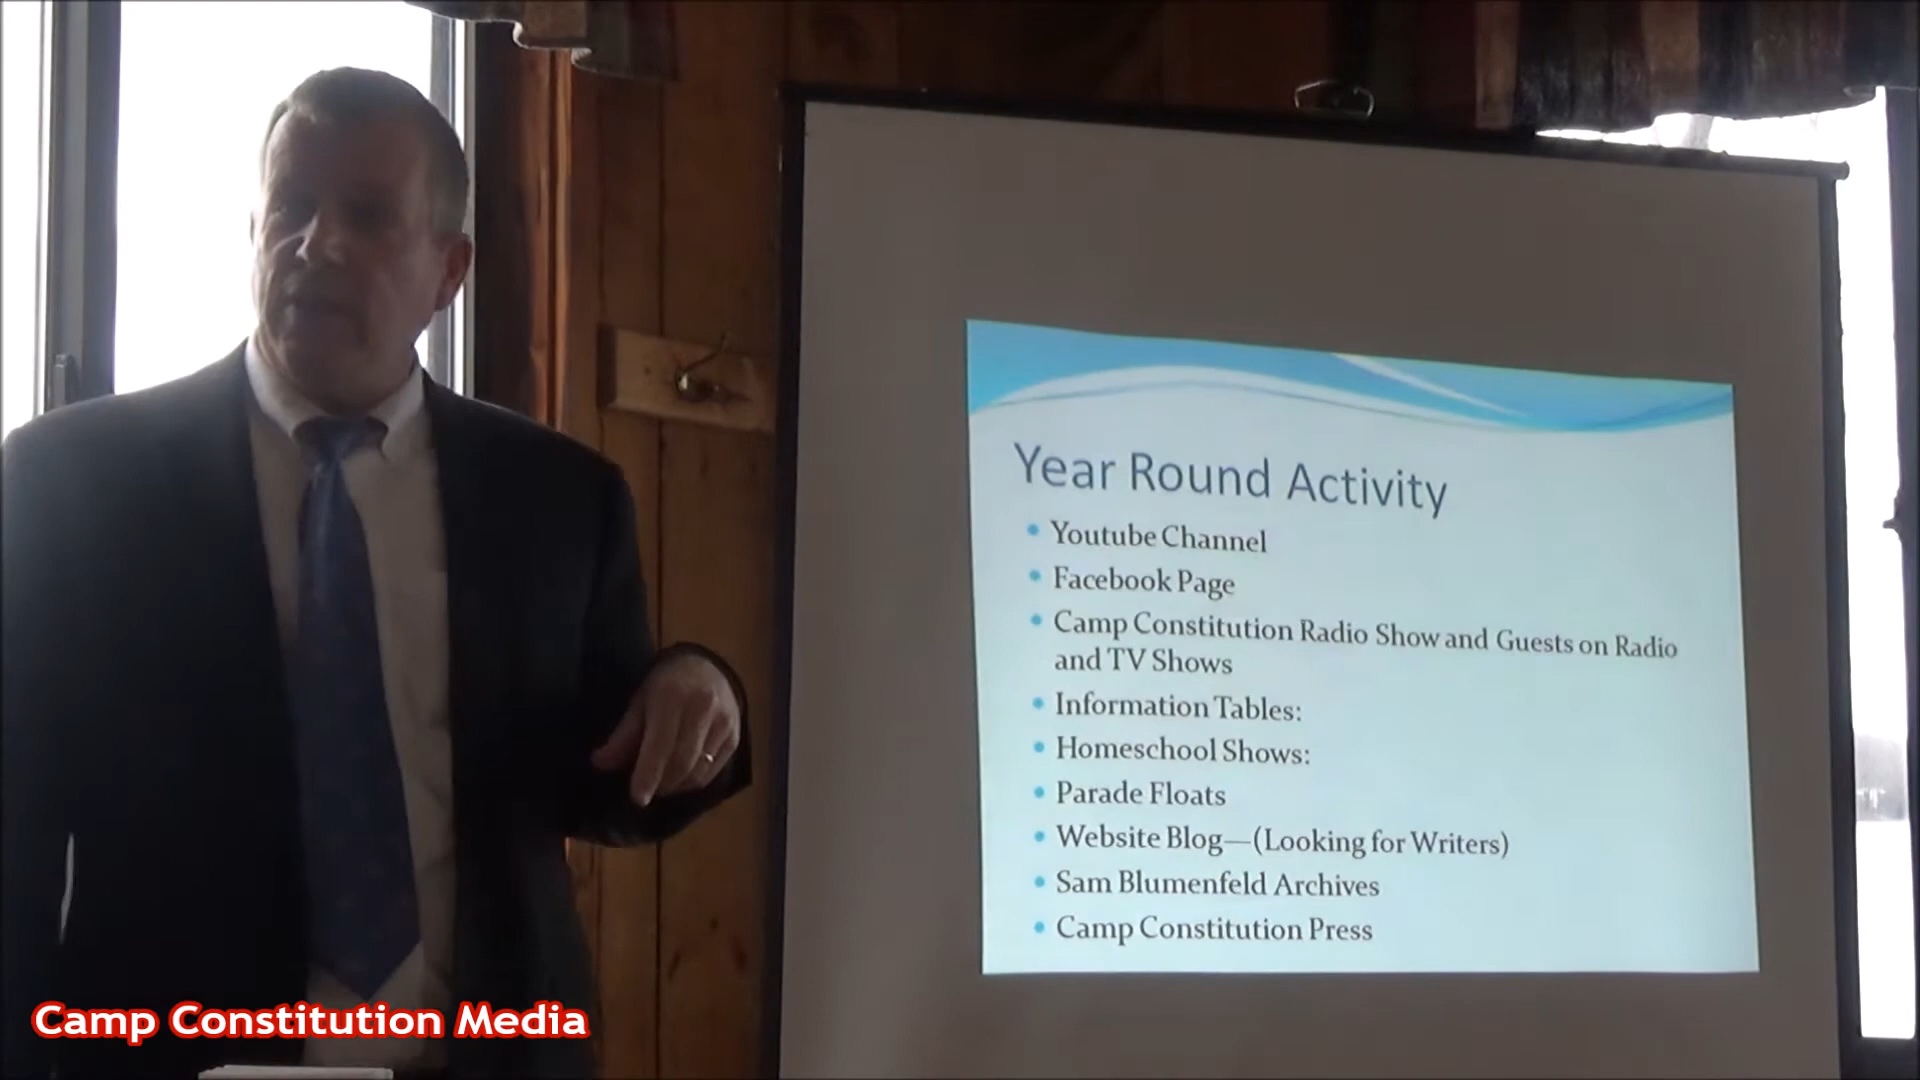 Year Round Activity
Youtube Channel
Facebook Page
Camp Constitution Radio Show and Guests on Radio
and TV Shows
Information Tables:
Homeschool Shows:
Parade Floats
Website Blog—(Looking for Writers)
Sam Blumenfeld Archives
Camp Constitution Press
Camp Constitution Media